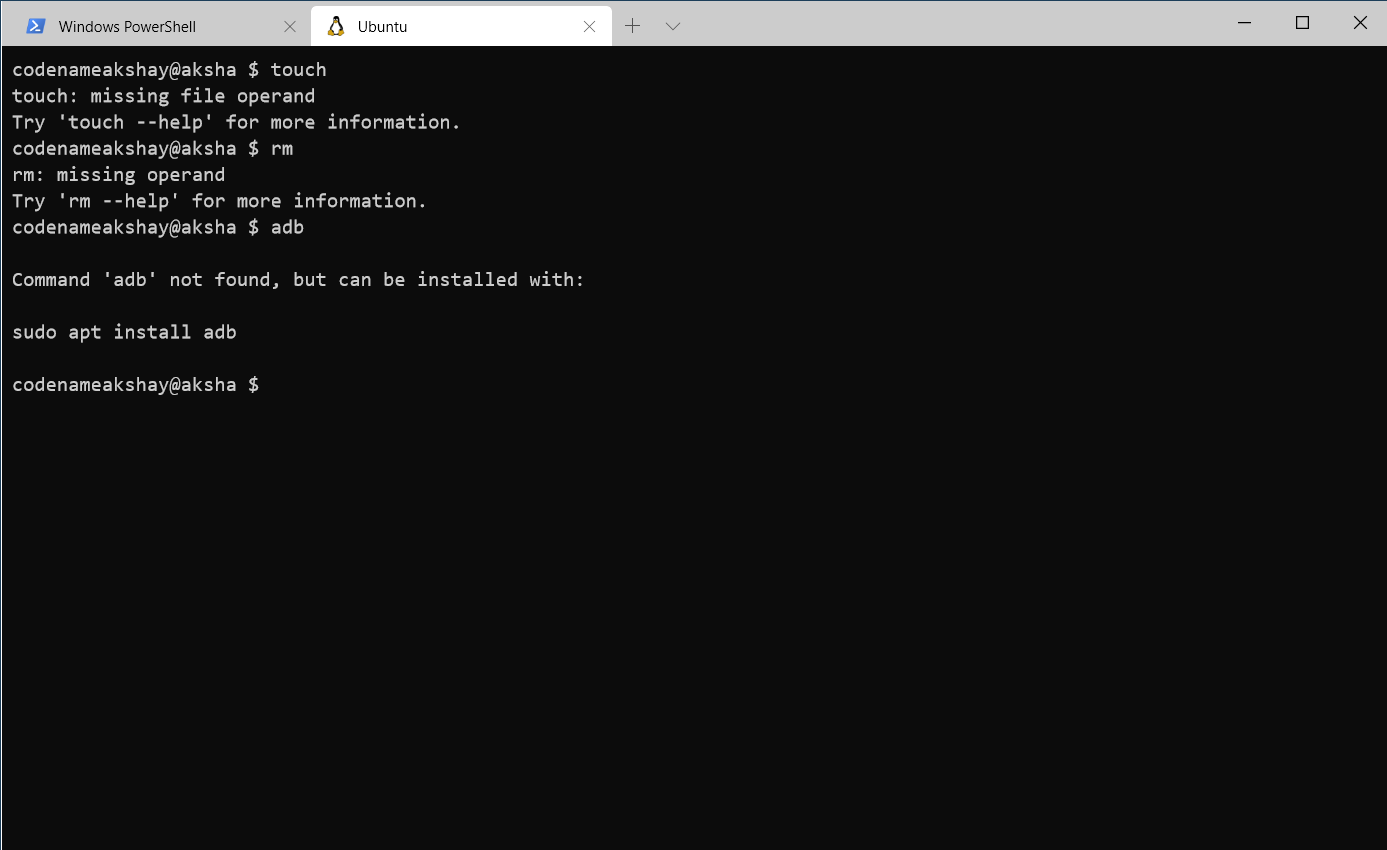 Windows PowerShell
Ubuntu
codenameakshay@aksha $ touch
touch: missing file operand
Try 'touch --help' for more information.
codenameakshay@aksha $ rm
rm: missing operand
Try 'rm --help' for more information.
codenameakshay@aksha $ adb
Command 'adb' not found, but can be installed with:
sudo apt install adb
codenameakshay@aksha $